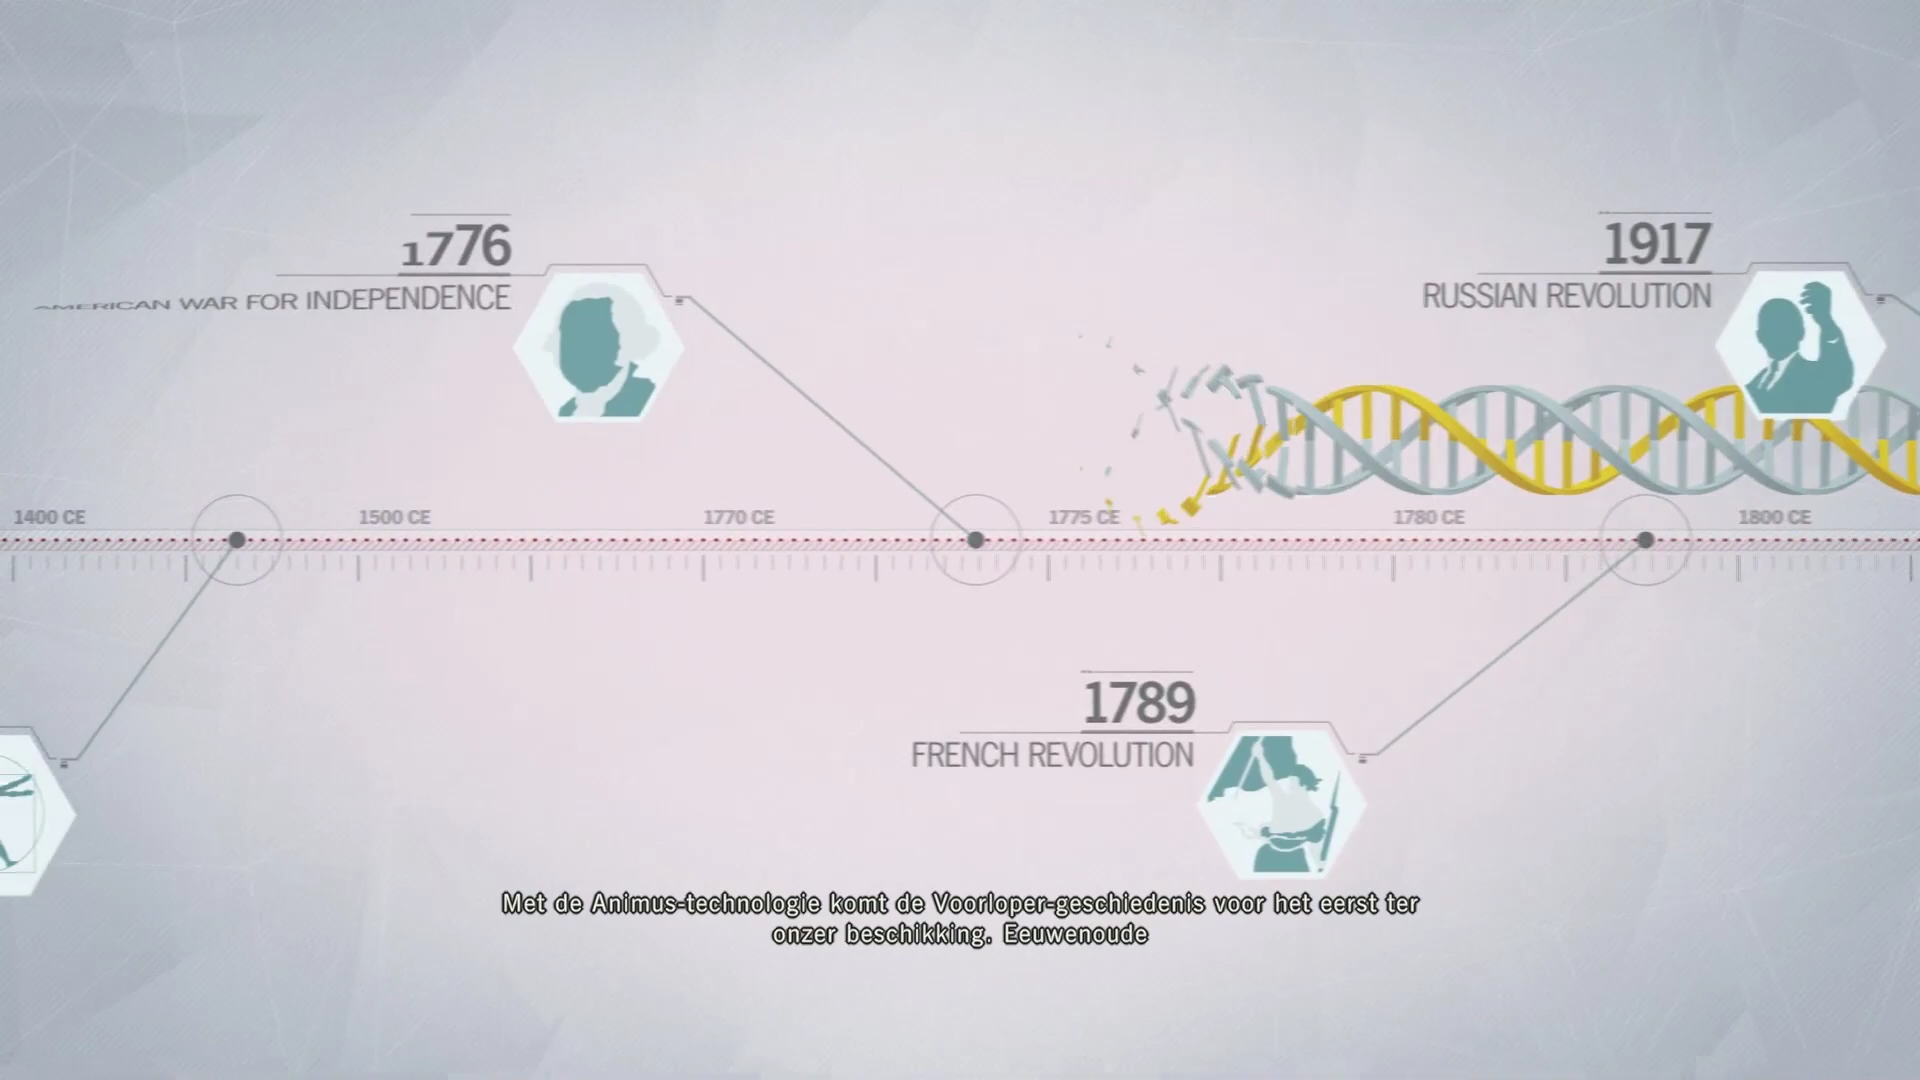 1776
AMERICAN WAR FOR INDEPENDENCE
1917
RUSSIAN REVOLUTION
1400 CE
1500 CE
1770 CE
1775 CE
1780 CE
1800 CE
1789
FRENCH REVOLUTION
Met de Animus-technologie komt de Voorloper-geschiedenis voor het eerst ter
onzer beschikking. Eeuwenoude